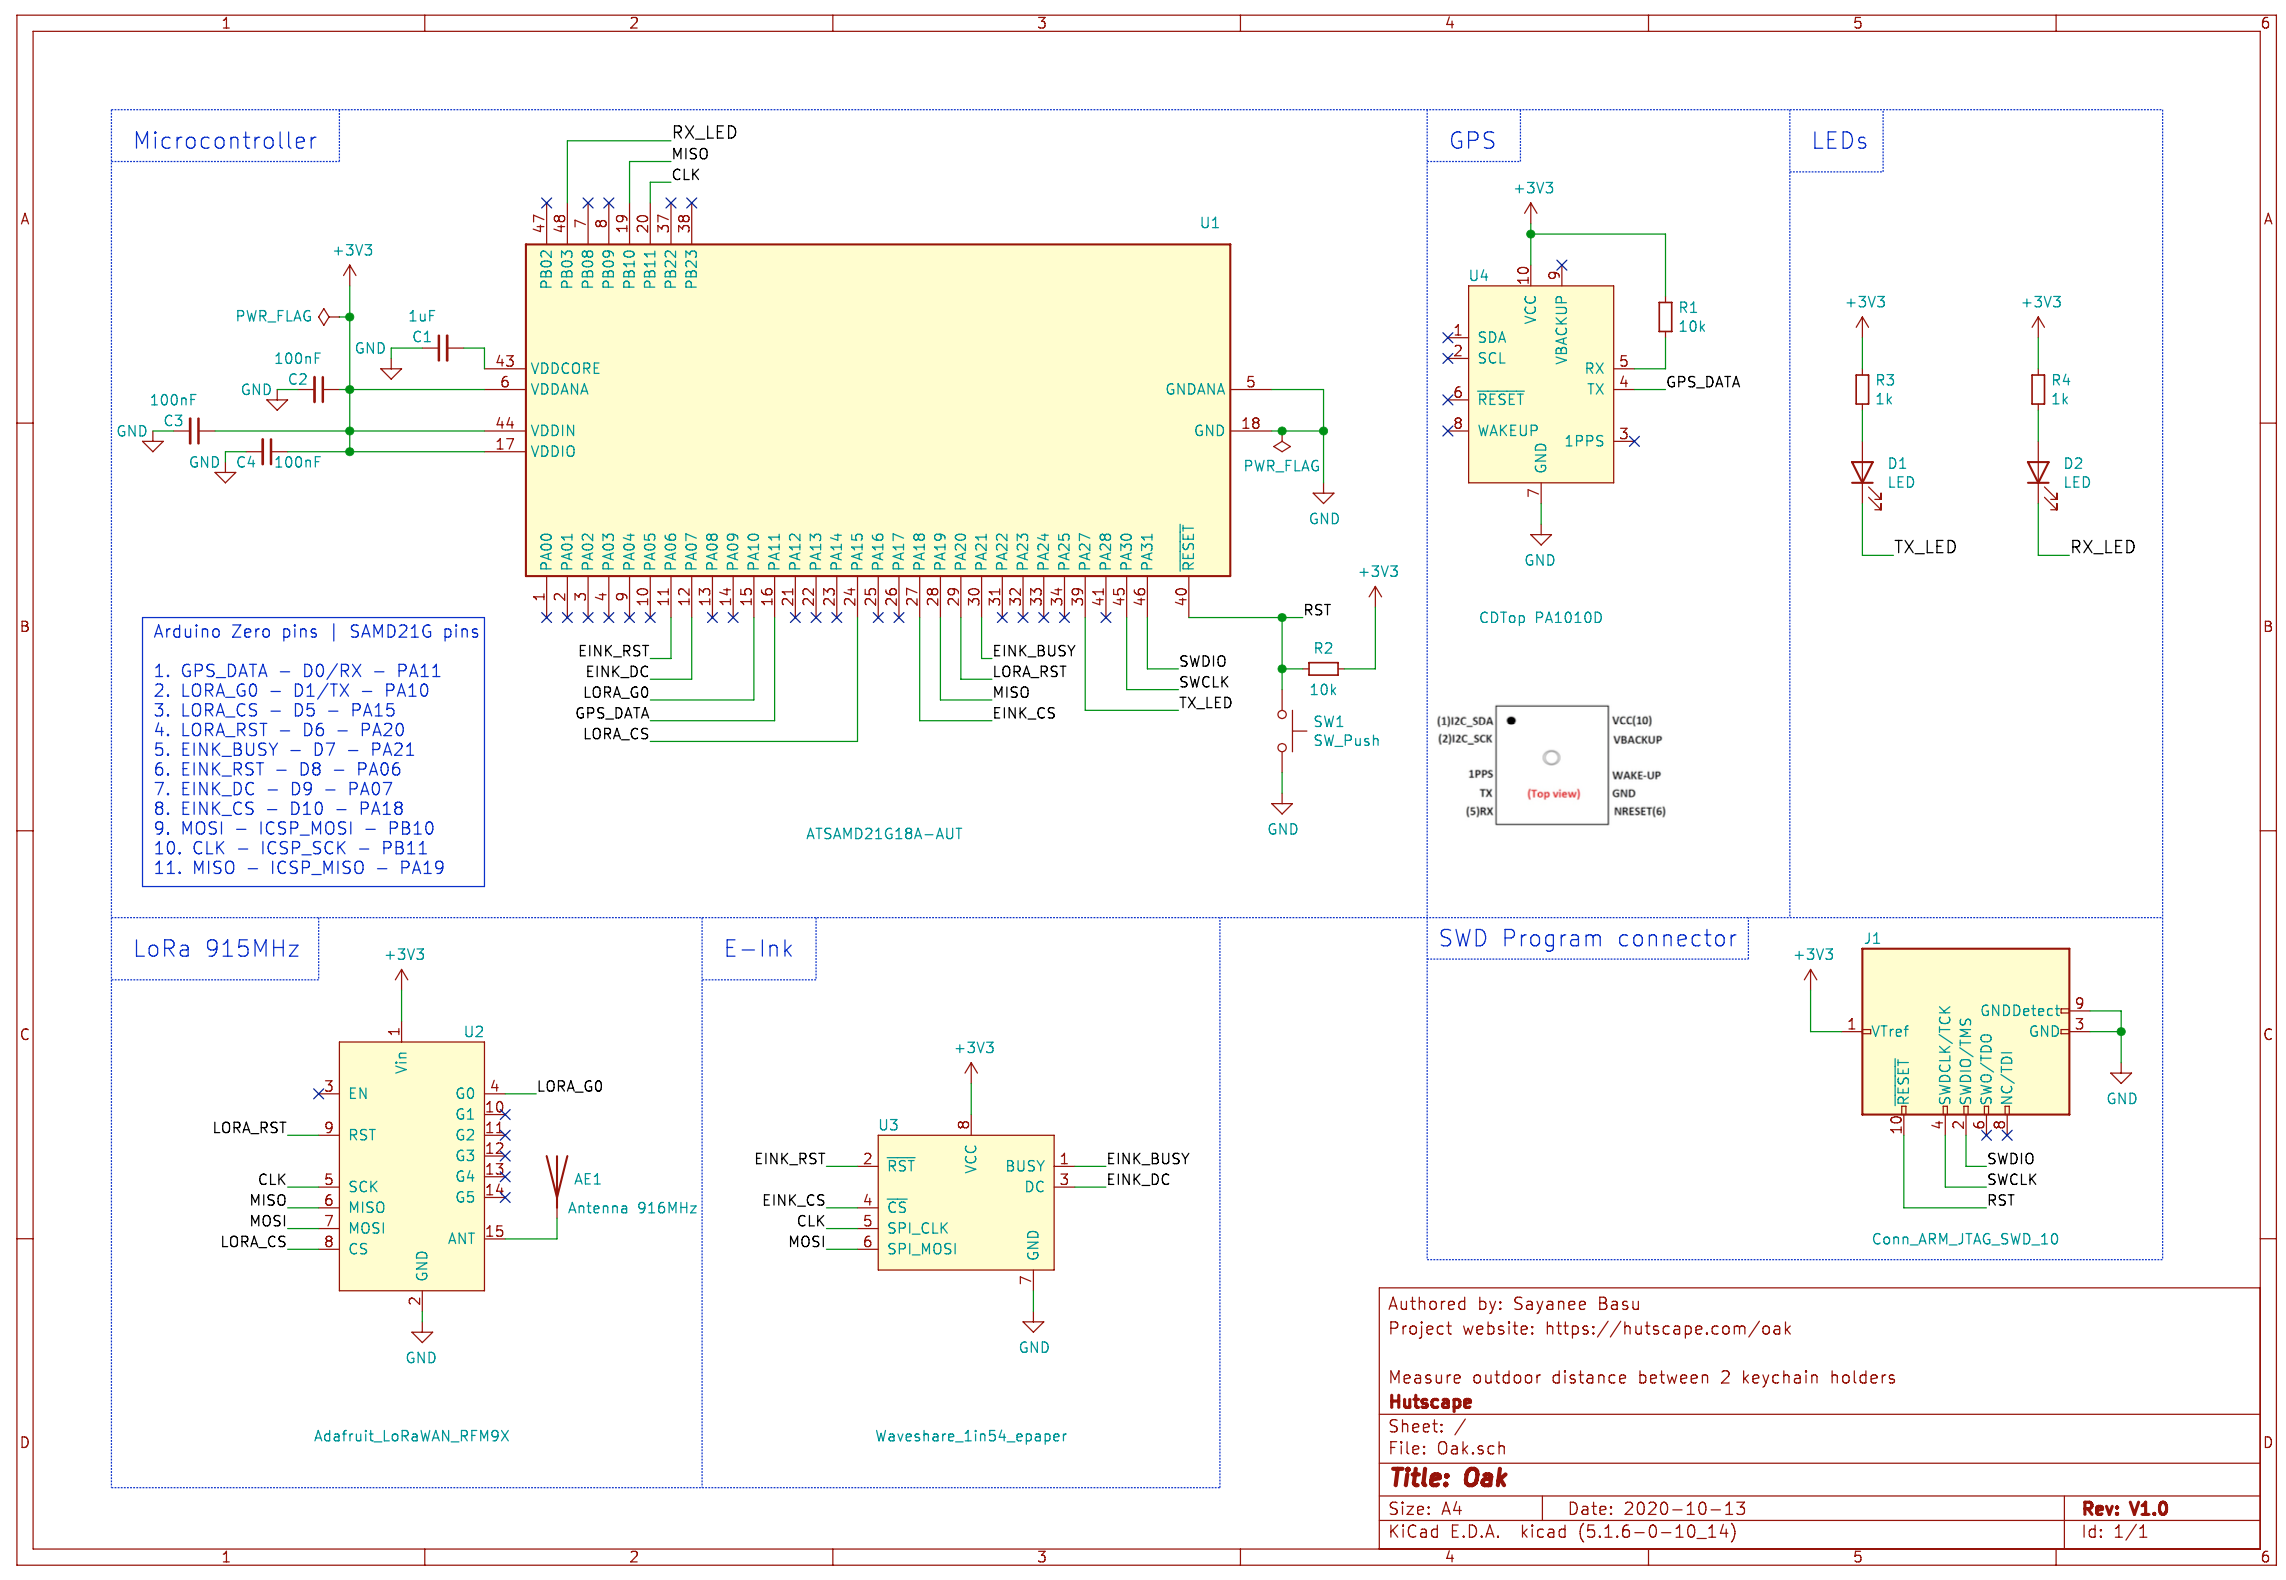 1 2 3 4 5 6
A
B
C
D
A
B
C
D
Microcontroller
RX_LED
MISO
CLK
47 48 7 8 19 20 37 38
PB02 PB03 PB08 PB09 PB10 PB11 PB22 PB23
U1
+3V3
PWR_FLAG
1uF
C1
GND
100nF
C2
GND
100nF
C3
GND
GND C4 100nF
43 VDDCORE
6 VDDANA
44 VDDIN
17 VDDIO
GNDANA 5
GND 18
PWR_FLAG
GND
PA00 PA01 PA02 PA03 PA04 PA05 PA06 PA07 PA08 PA09 PA10 PA11 PA12 PA13 PA14 PA15 PA16 PA17 PA18 PA19 PA20 PA21 PA22 PA23 PA24 PA25 PA27 PA28 PA30 PA31 RESET
1 2 3 4 9 10 11 12 13 14 15 16 21 22 23 24 25 26 27 28 29 30 31 32 33 34 39 41 45 46 40
EINK_RST
EINK_DC
LORA_G0
GPS_DATA
LORA_CS
EINK_BUSY
LORA_RST
MISO
EINK_CS
SWDIO
SWCLK
TX_LED
RST
+3V3
R2
10k
SW1
SW_Push
GND
ATSAMD21G18A-AUT
Arduino Zero pins | SAMD21G pins
1. GPS_DATA - D0/RX - PA11
2. LORA_G0 - D1/TX - PA10
3. LORA_CS - D5 - PA15
4. LORA_RST - D6 - PA20
5. EINK_BUSY - D7 - PA21
6. EINK_RST - D8 - PA06
7. EINK_DC - D9 - PA07
8. EINK_CS - D10 - PA18
9. MOSI - ICSP_MOSI - PB10
10. CLK - ICSP_SCK - PB11
11. MISO - ICSP_MISO - PA19
GPS
+3V3
U4
10 9
VCC VBACKUP
1 SDA
2 SCL
6 RESET
8 WAKEUP
RX 5
TX 4
1PPS 3
GND
7
GND
R1
10k
GPS_DATA
CDTop PA1010D
(1)I2C_SDA
(2)I2C_SCK
1PPS
TX
(5)RX
(Top view)
VCC(10)
VBACKUP
WAKE-UP
GND
NRESET(6)
LEDs
+3V3
R3
1k
D1
LED
TX_LED
+3V3
R4
1k
D2
LED
RX_LED
LoRa 915MHz
+3V3
1
U2
Vin
3 EN
9 RST
5 SCK
6 MISO
7 MOSI
8 CS
G0 4
G1 10
G2 11
G3 12
G4 13
G5 14
ANT 15
GND
2
GND
LORA_RST
CLK
MISO
MOSI
LORA_CS
LORA_G0
AE1
Antenna 916MHz
Adafruit_LoRaWAN_RFM9X
E-Ink
+3V3
8
U3
VCC
EINK_RST 2 RST
EINK_CS 4 CS
CLK 5 SPI_CLK
MOSI 6 SPI_MOSI
BUSY 1 EINK_BUSY
DC 3 EINK_DC
GND
7
GND
Waveshare_1in54_epaper
SWD Program connector
+3V3
J1
1 VTref
GNDDetect 9
GND 3
RESET SWDCLK/TCK SWDIO/TMS SWO/TDO NC/TDI
10 4 2 6 8
GND
SWDIO
SWCLK
RST
Conn_ARM_JTAG_SWD_10
Authored by: Sayanee Basu
Project website: https://hutscape.com/oak
Measure outdoor distance between 2 keychain holders
Hutscape
Sheet: /
File: Oak.sch
Title: Oak
Size: A4 Date: 2020-10-13 Rev: V1.0
KiCad E.D.A. kicad (5.1.6-0-10_14) Id: 1/1
1 2 3 4 5 6